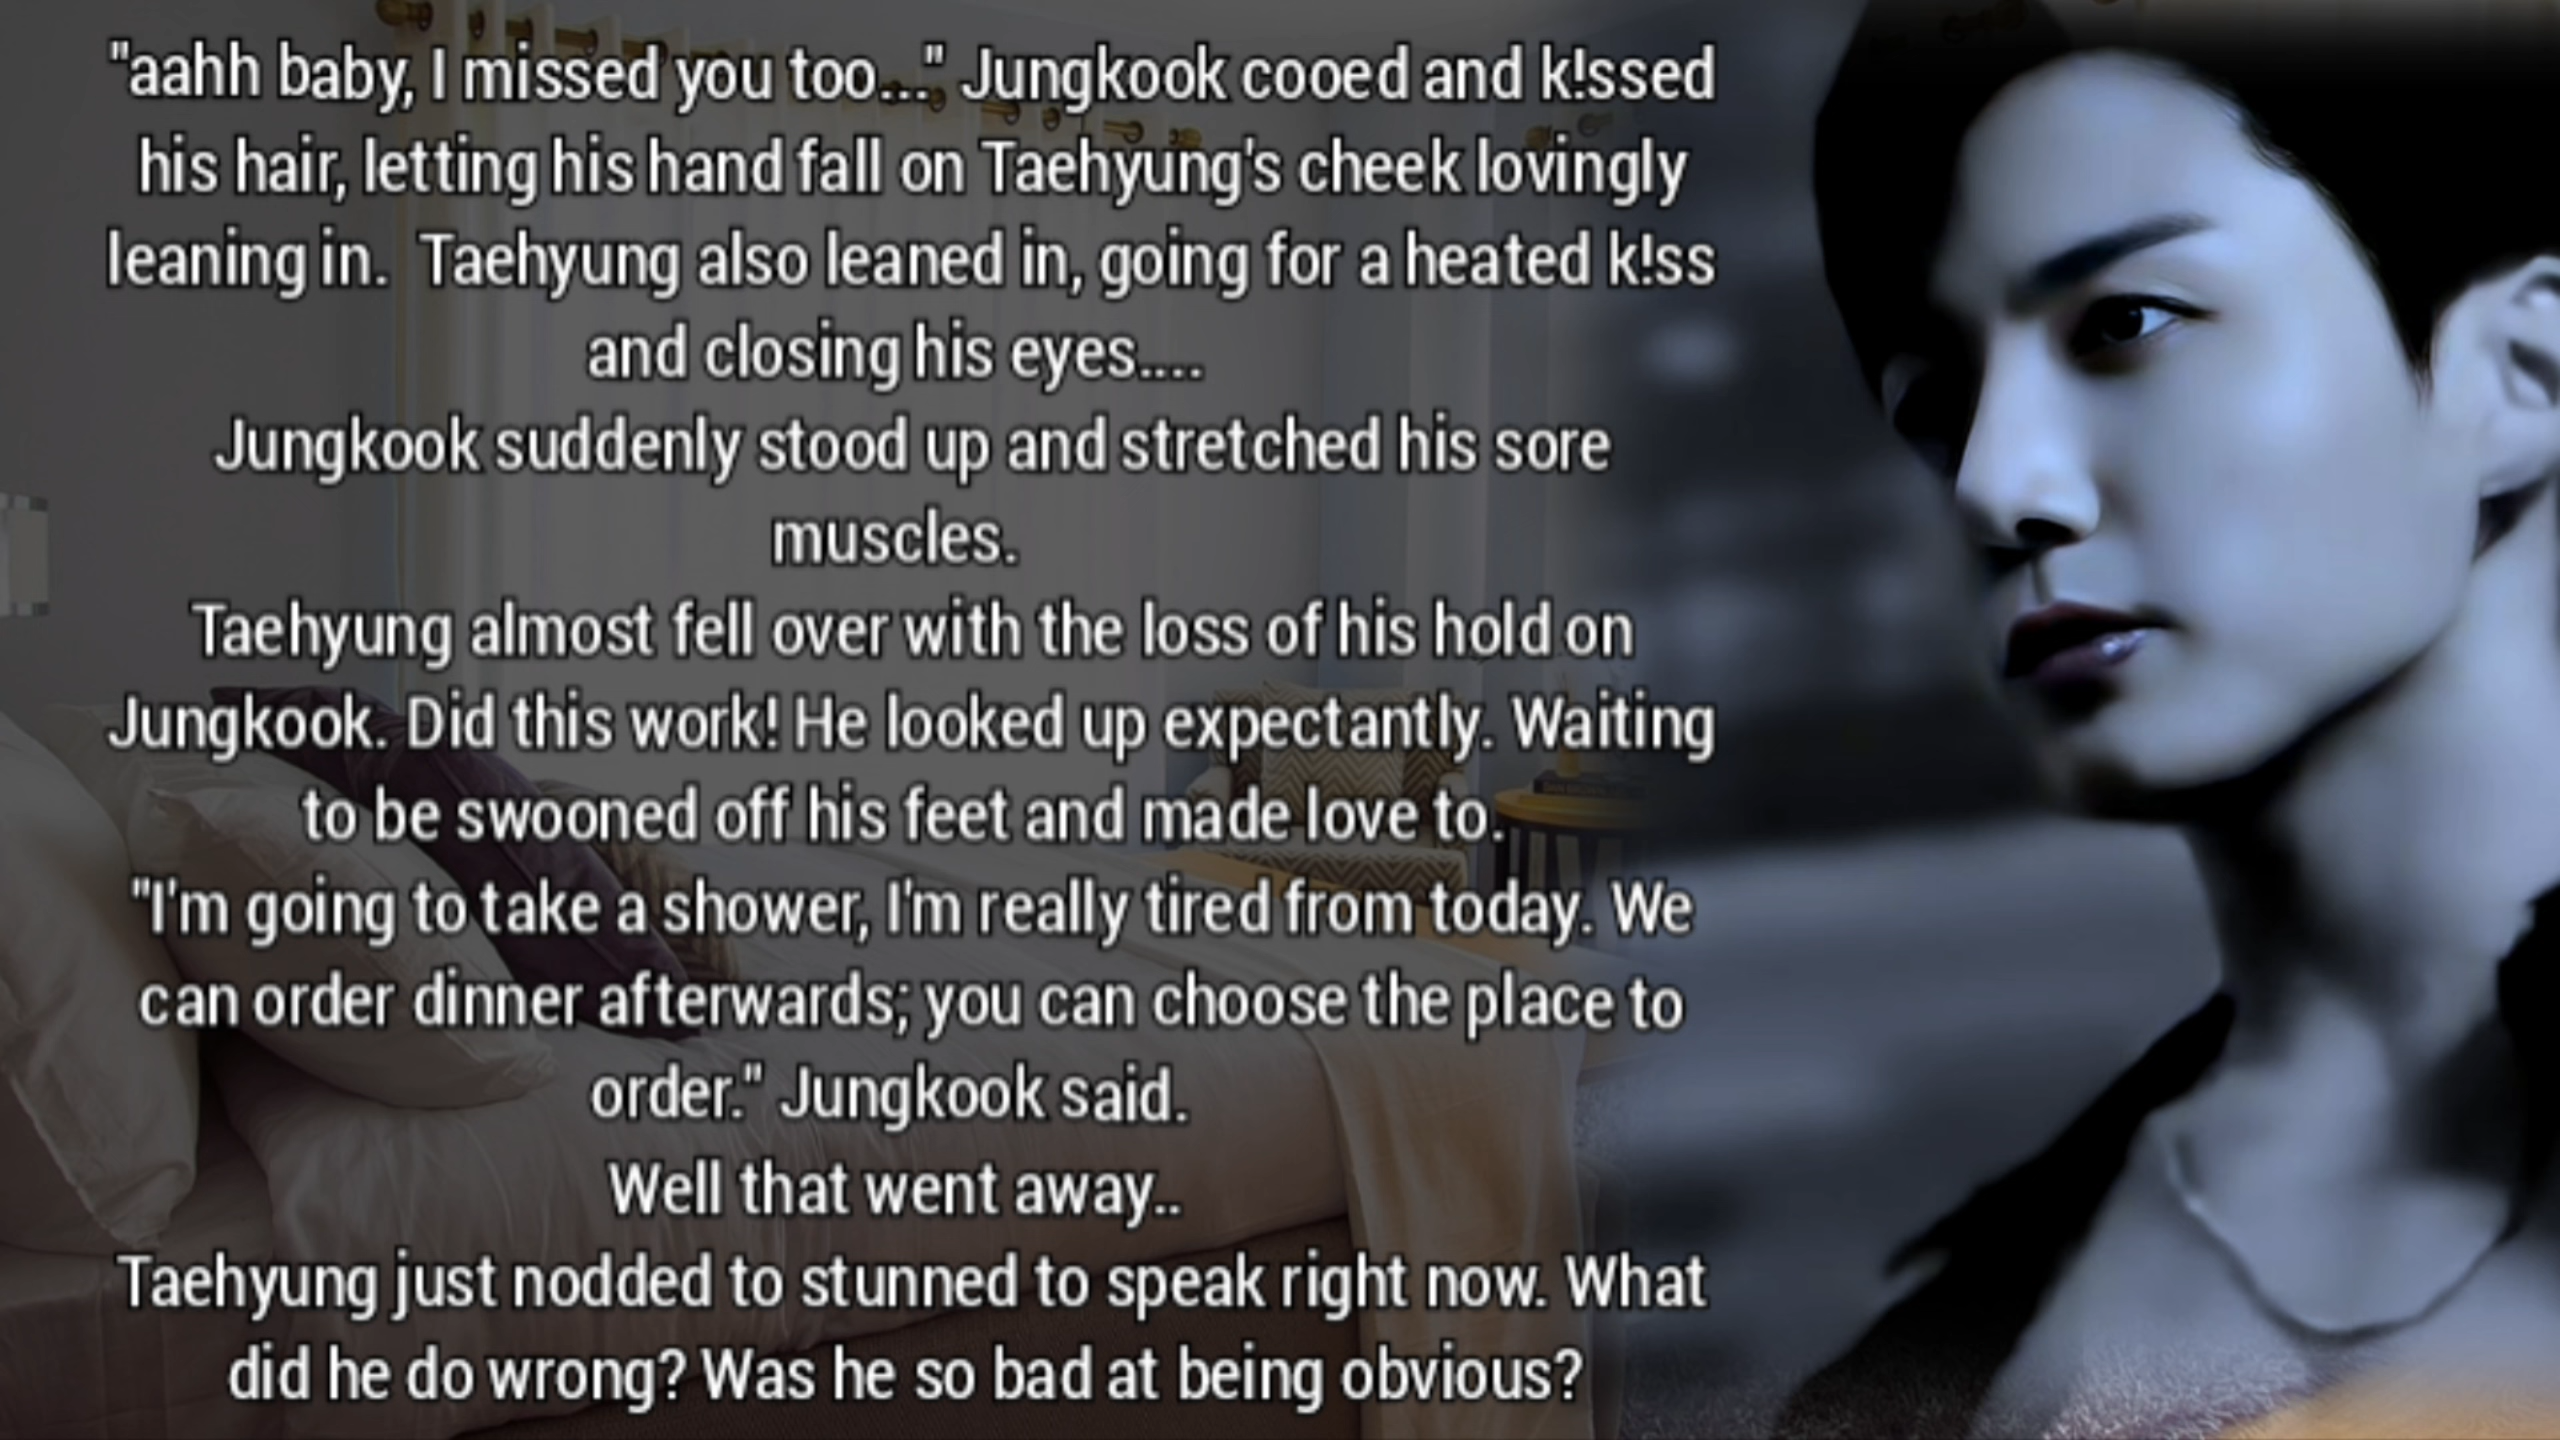 "aahh baby, I missed you too..." Jungkook cooed and k!ssed
his hair, letting his hand fall on Taehyung's cheek lovingly
leaning in.  Taehyung also leaned in, going for a heated k!ss
and closing his eyes....
Jungkook suddenly stood up and stretched his sore
muscles.
Taehyung almost fell over with the loss of his hold on
Jungkook. Did this work! He looked up expectantly. Waiting
to be swooned off his feet and made love to.
"I'm going to take a shower, I'm really tired from today. We
can order dinner afterwards; you can choose the place to
order." Jungkook said.
Well that went away..
Taehyung just nodded to stunned to speak right now. What
did he do wrong? Was he so bad at being obvious?